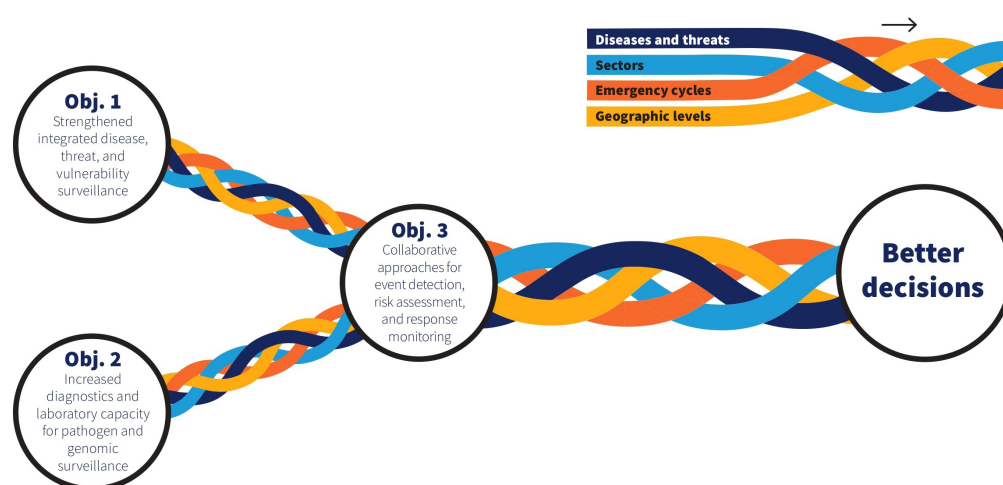 Diseases and threats
Sectors
Emergency cycles
Geographic levels
Obj. 1
Strengthened
integrated disease,
threat, and
vulnerability
surveillance
Obj. 3
Collaborative
approaches for
event detection,
risk assessment,
and response
monitoring
Better
decisions
Obj. 2
Increased
diagnostics and
laboratory capacity
for pathogen and
genomic
surveillance